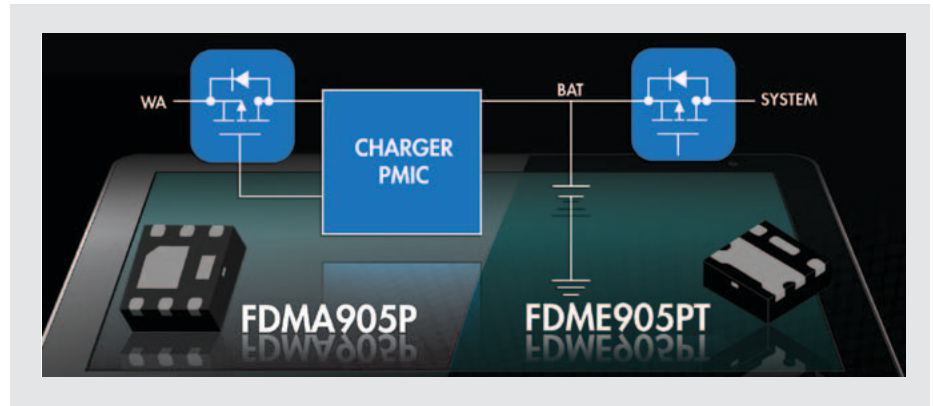 WA
CHARGER
PMIC
BAT
SYSTEM
FDMA905P
FDME905PT